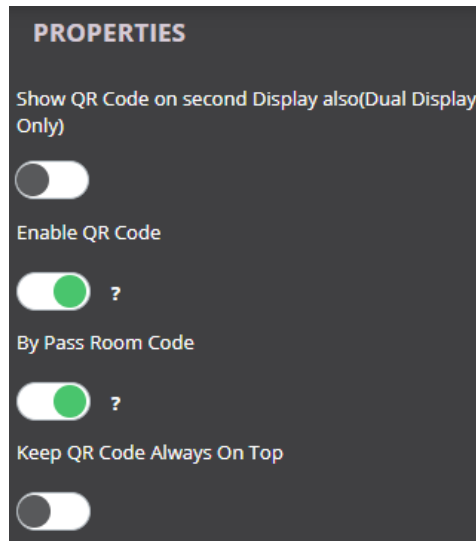 PROPERTIES
Show QR Code on second Display also(Dual Display
Only)
Enable QR Code
?
By Pass Room Code
?
Keep QR Code Always On Top